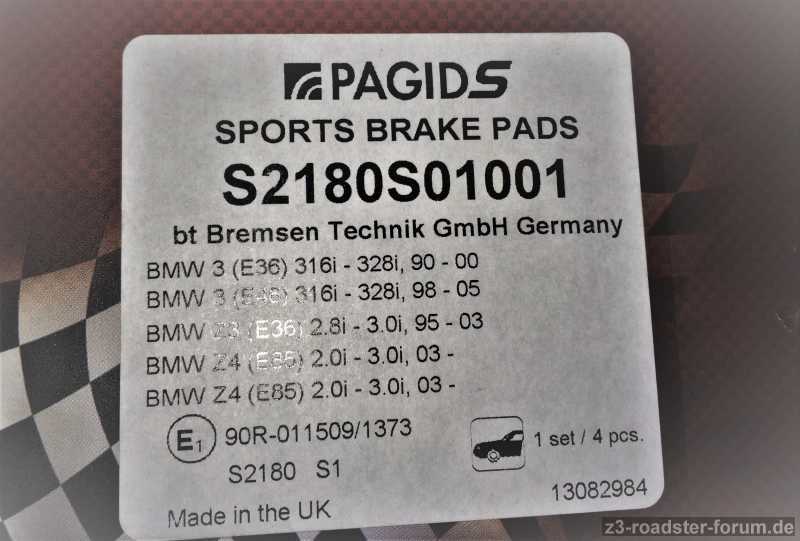 PAGIDS
SPORTS BRAKE PADS
S2180S01001
bt Bremsen Technik GmbH Germany
BMW 3 (E36) 316i - 328i, 90 - 00
BMW 3 (E46) 316i - 328i, 98 - 05
BMW Z3 (E36) 2.8i - 3.0i, 95 - 03
BMW Z4 (E85) 2.0i - 3.0i, 03 -
BMW Z4 (E85) 2.0i - 3.0i, 03 -
E1 90R-011509/1373
1 set / 4 pcs.
S2180 S1
13082984
Made in the UK
z3-roadster-forum.de